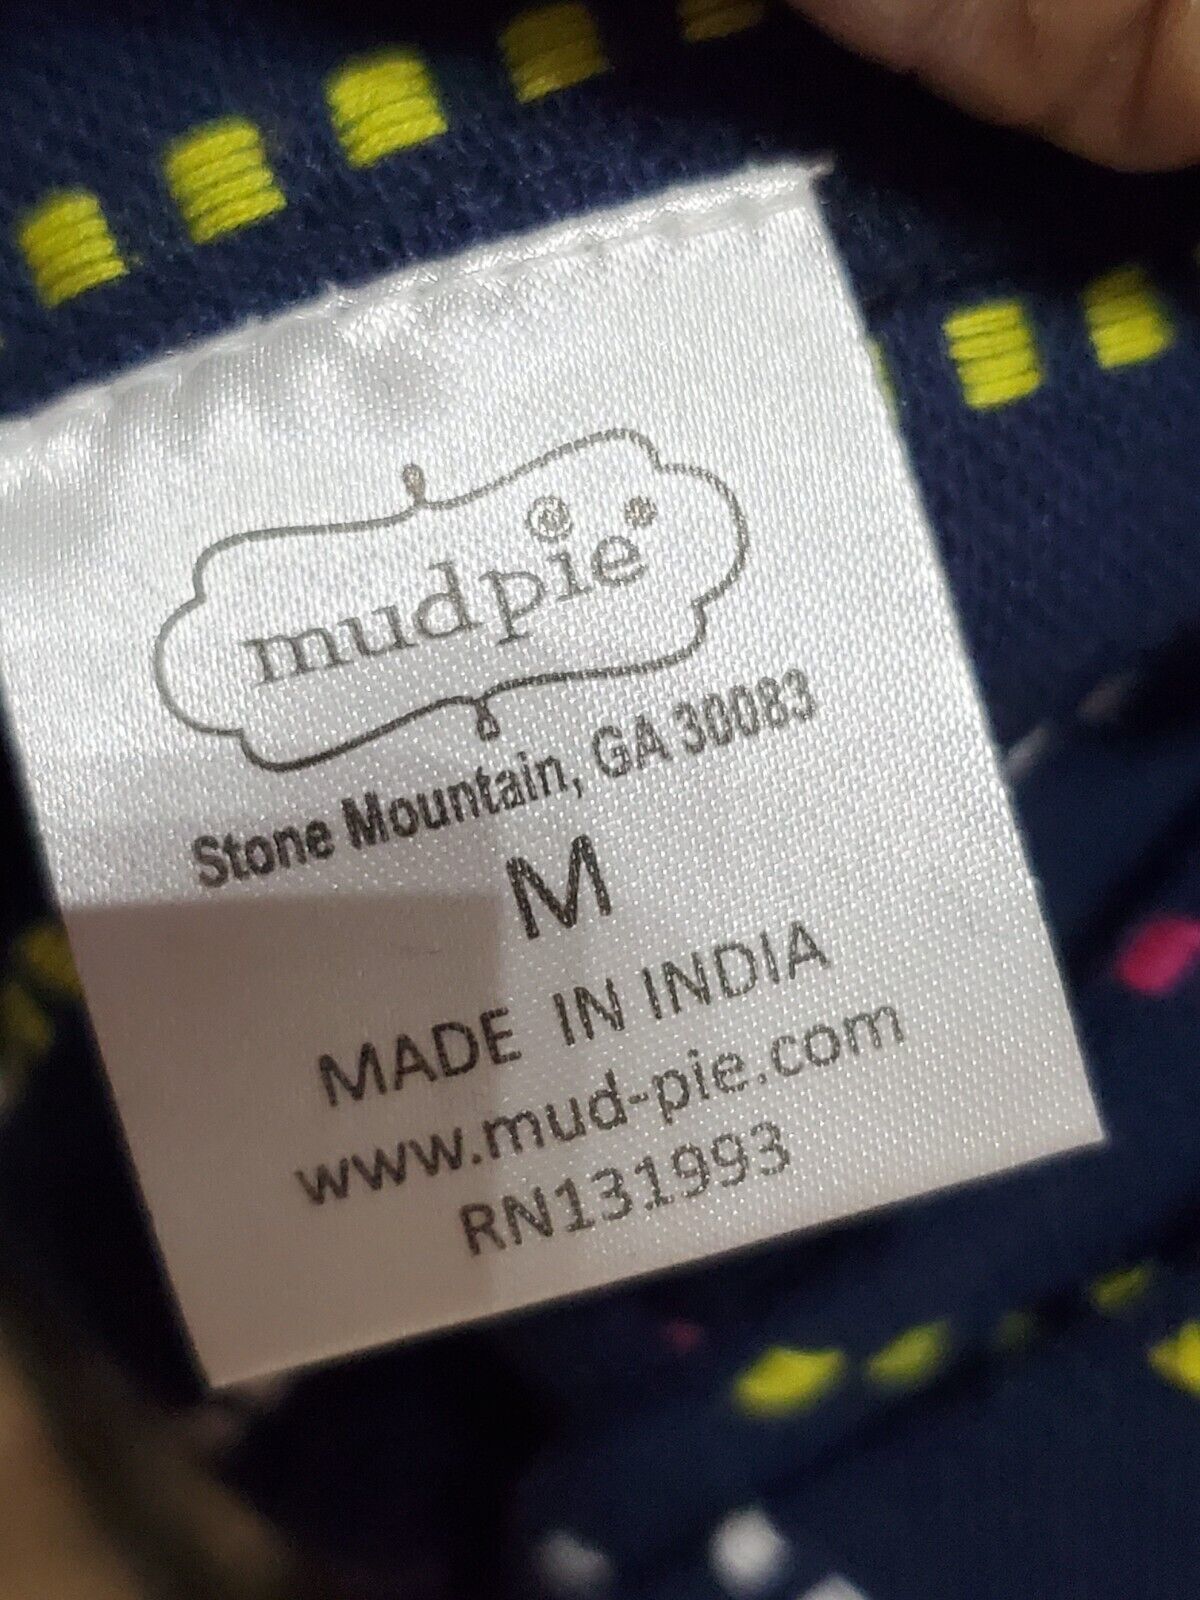 mudpie
Stone Mountain, GA 30083
M
MADE IN INDIA
www.mud-pie.com
RN131993